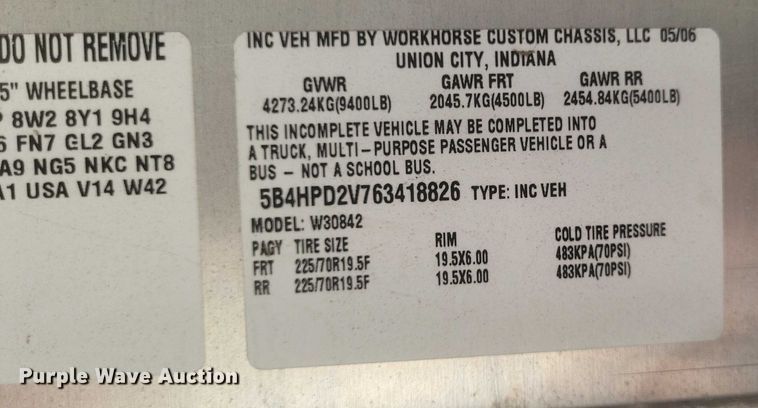 DO NOT REMOVE
5" WHEELBASE
8W2 8Y1 9H4
FN7 GL2 GN3
A9 NG5 NKC NT8
A1 USA V14 W42
INC VEH MFD BY WORKHORSE CUSTOM CHASSIS, LLC 05/06
UNION CITY, INDIANA
GVWR GAWR FRT GAWR RR
4273.24KG(9400LB) 2045.7KG(4500LB) 2454.84KG(5400LB)
THIS INCOMPLETE VEHICLE MAY BE COMPLETED INTO
A TRUCK, MULTI-PURPOSE PASSENGER VEHICLE OR A
BUS - NOT A SCHOOL BUS.
5B4HPD2V763418826 TYPE: INC VEH
MODEL: W30842
PAGY TIRE SIZE RIM COLD TIRE PRESSURE
FRT 225/70R19.5F 19.5X6.00 483KPA(70PSI)
RR 225/70R19.5F 19.5X6.00 483KPA(70PSI)
Purple Wave Auction